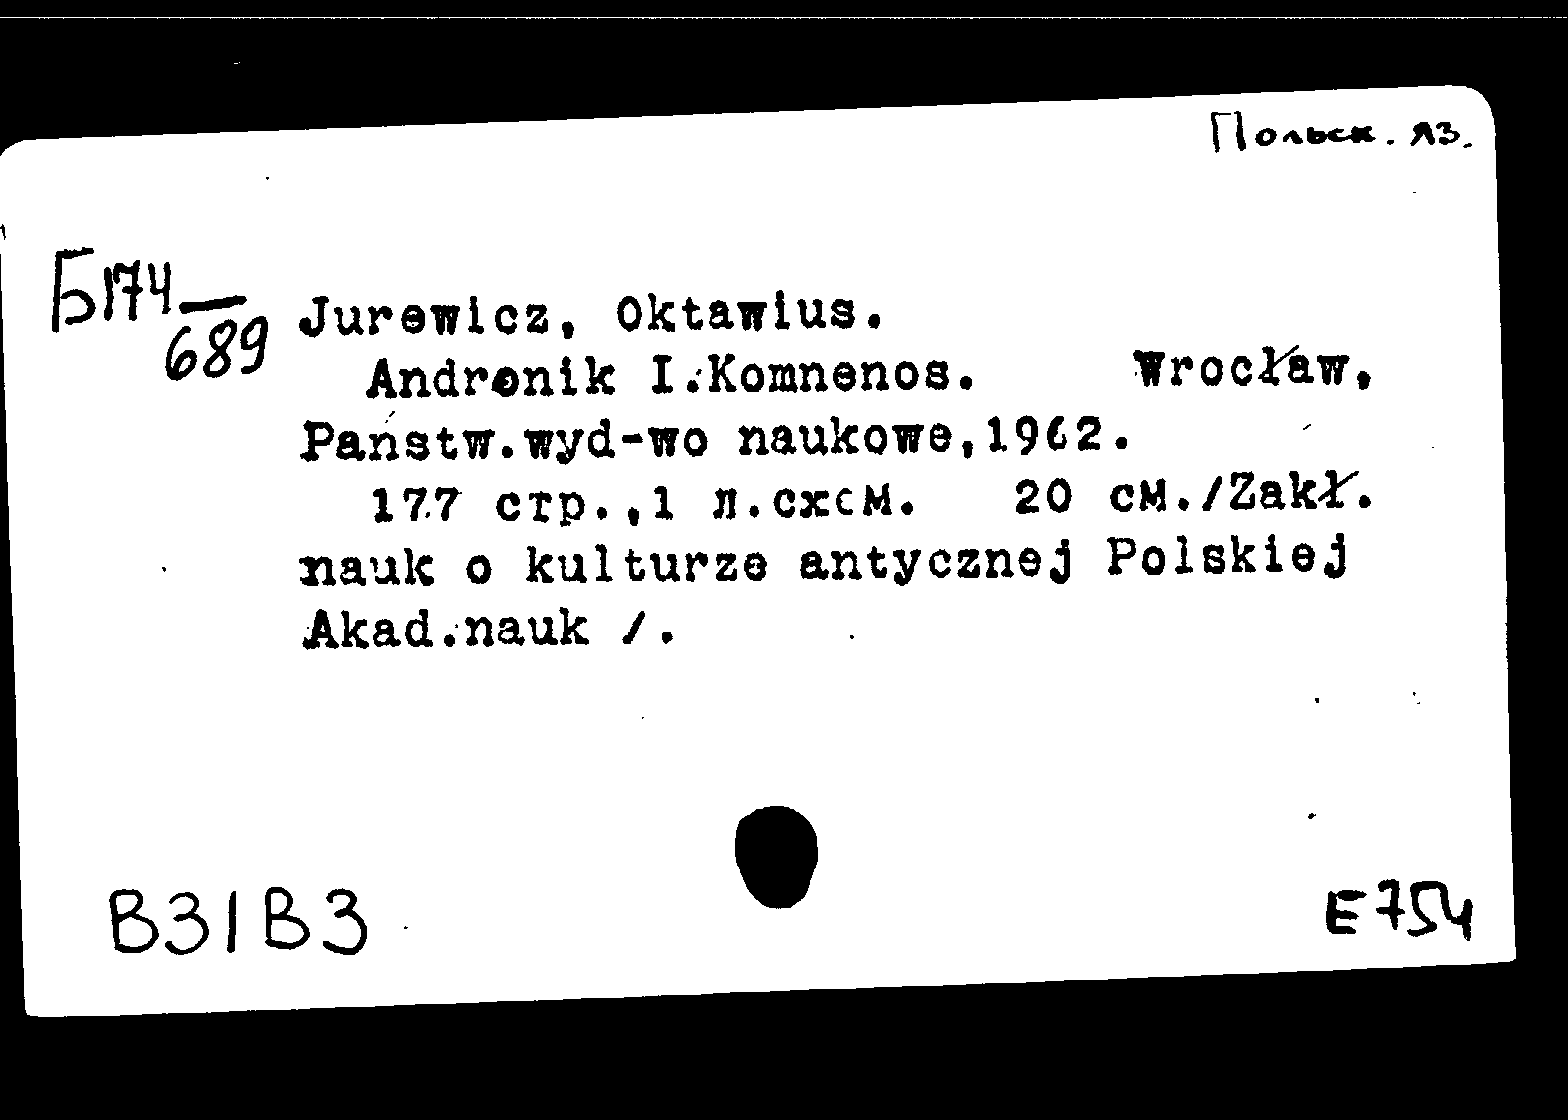 Польск. яз.
Б174
689
Jurewicz, Oktawius.
Andronik I.Komnenos. Wrocław,
Państw.wyd-wo naukowe,1962.
177 стр.,1 л.схем. 20 см./Zakł.
nauk o kulturze antycznej Polskiej
Akad.nauk /.
В31В3
Е754